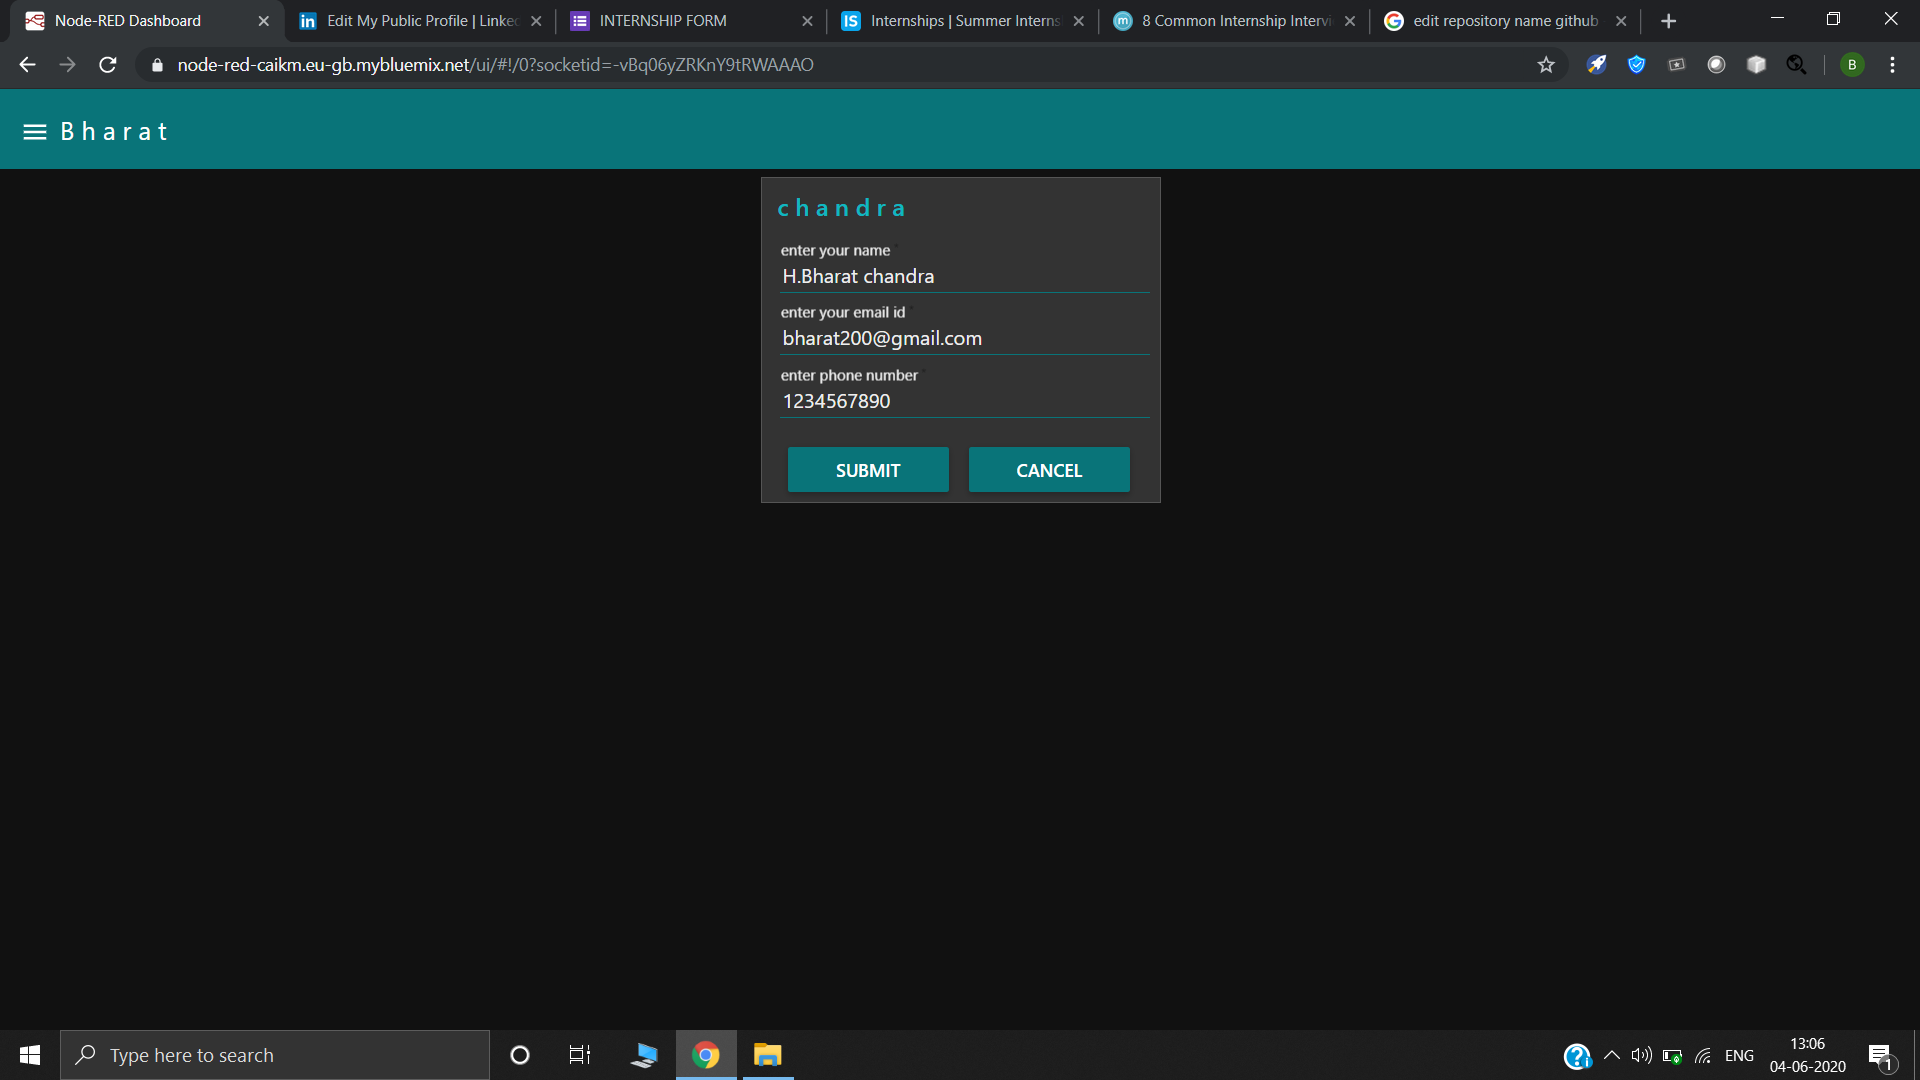 Node-RED Dashboard
Edit My Public Profile | Linke
INTERNSHIP FORM
Internships | Summer Interns
8 Common Internship Intervi
edit repository name github
node-red-caikm.eu-gb.mybluemix.net/ui/#!/0?socketid=-vBq06yZRKnY9tRWAAAO
B
B h a r a t
c h a n d r a
enter your name *
H.Bharat chandra
enter your email id *
bharat200@gmail.com
enter phone number *
1234567890
SUBMIT
CANCEL
Type here to search
ENG
13:06
04-06-2020
1